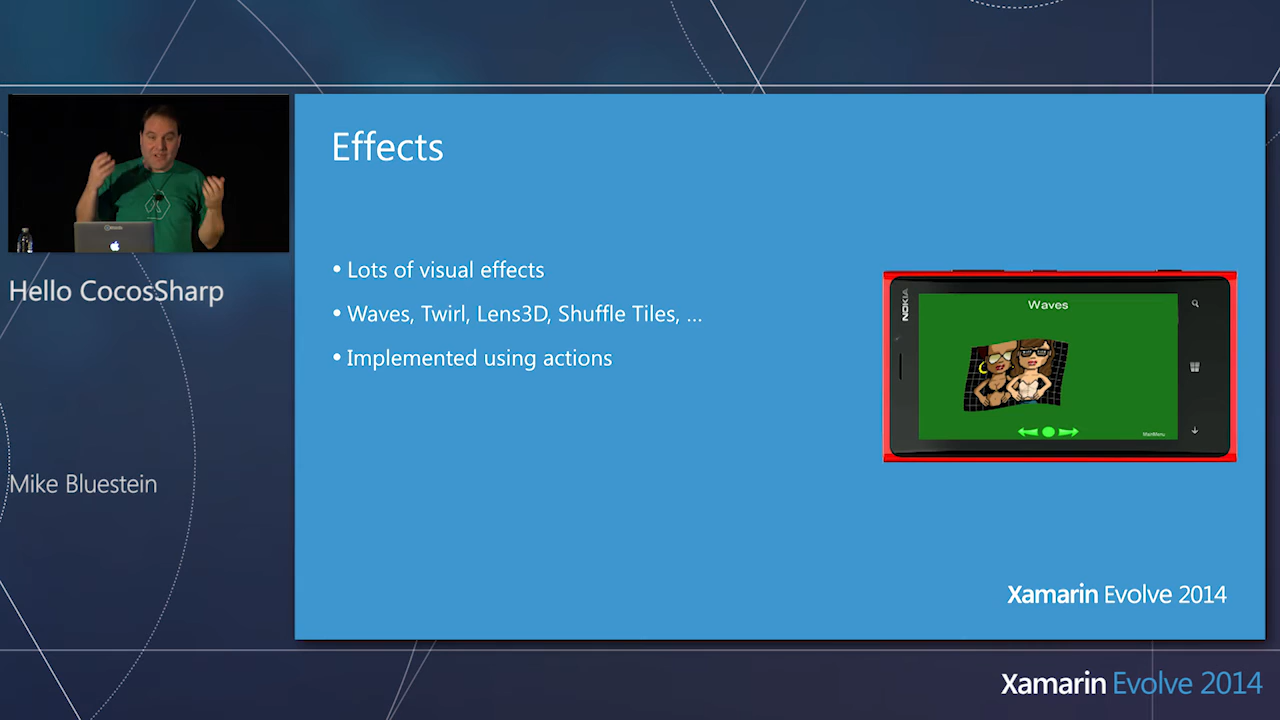 Effects
• Lots of visual effects
• Waves, Twirl, Lens3D, Shuffle Tiles, ...
• Implemented using actions
NOKIA
Waves
MainMenu
Xamarin Evolve 2014
Hello CocosSharp
Mike Bluestein
Xamarin Evolve 2014